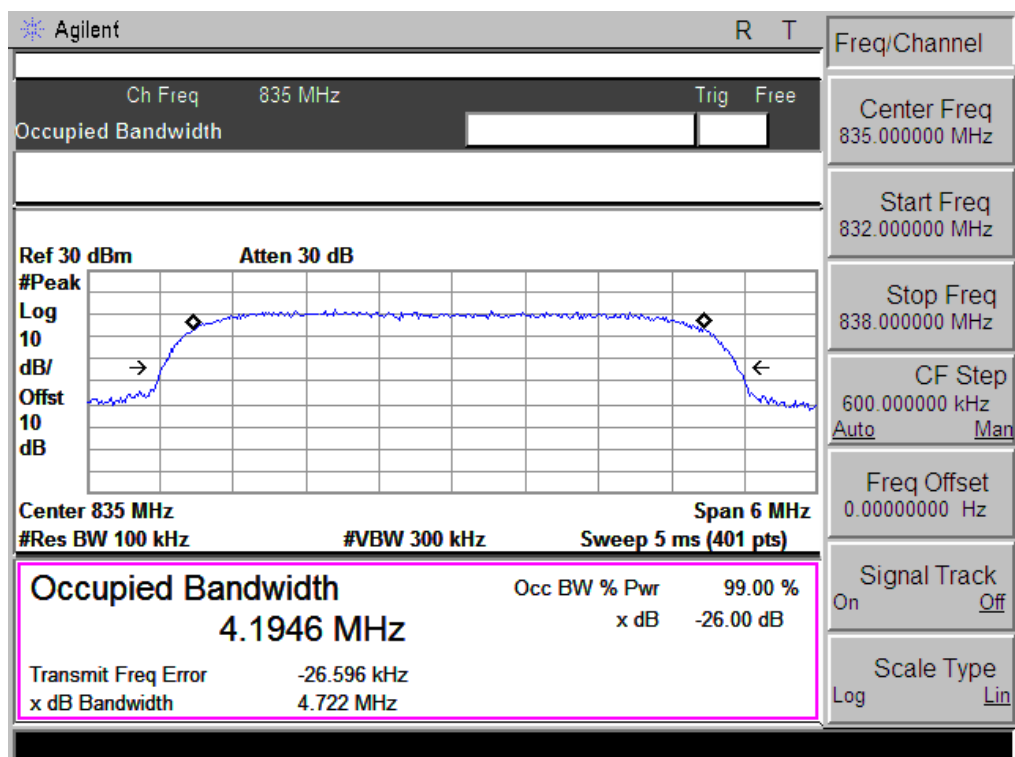 Agilent R T
Freq/Channel
Ch Freq 835 MHz Trig Free
Occupied Bandwidth
Center Freq
835.000000 MHz
Start Freq
832.000000 MHz
Ref 30 dBm Atten 30 dB
#Peak
Log
10
dB/
Offst
10
dB
Stop Freq
838.000000 MHz
CF Step
600.000000 kHz
Auto Man
Freq Offset
0.00000000 Hz
Center 835 MHz Span 6 MHz
#Res BW 100 kHz #VBW 300 kHz Sweep 5 ms (401 pts)
Occupied Bandwidth Occ BW % Pwr 99.00 %
4.1946 MHz x dB -26.00 dB
Transmit Freq Error -26.596 kHz
x dB Bandwidth 4.722 MHz
Signal Track
On Off
Scale Type
Log Lin